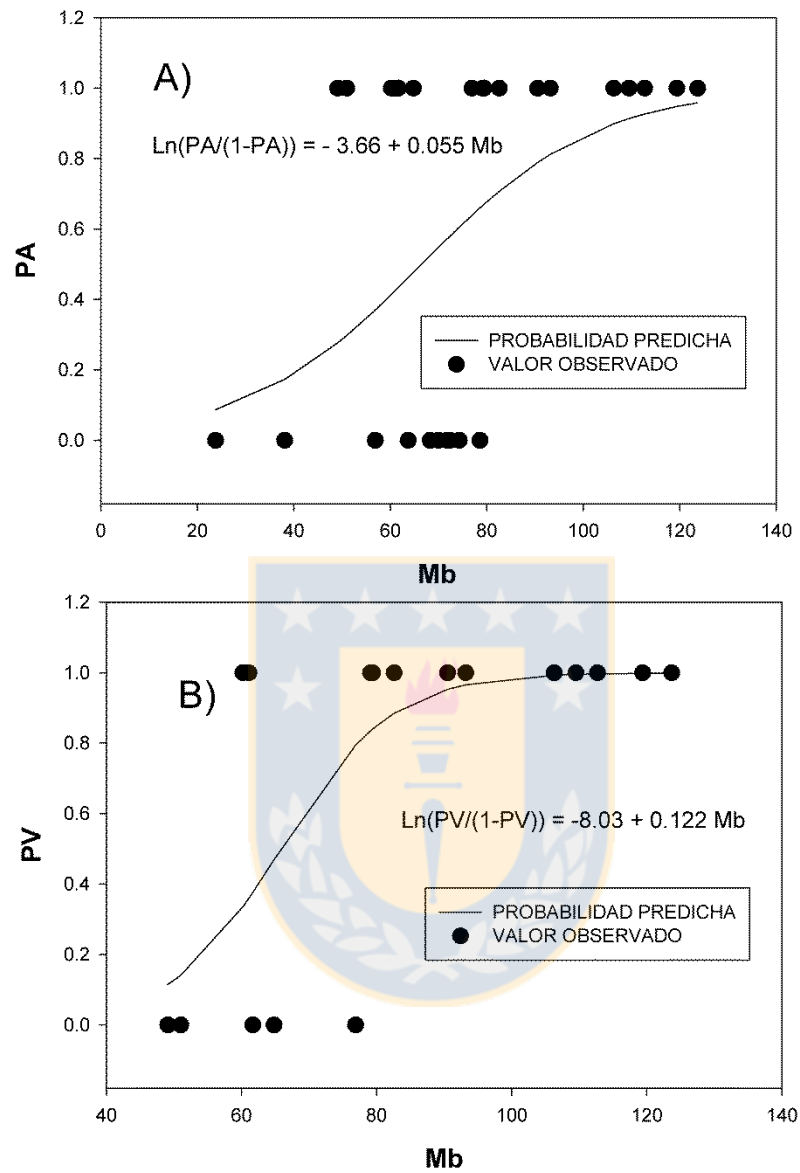 1.2
A)
1.0
Ln(PA/(1-PA)) = - 3.66 + 0.055 Mb
0.8
0.6
PA
0.4
PROBABILIDAD PREDICHA
VALOR OBSERVADO
0.2
0.0
0 20 40 60 80 100 120 140
Mb
1.2
1.0
B)
0.8
Ln(PV/(1-PV)) = -8.03 + 0.122 Mb
0.6
PV
0.4
PROBABILIDAD PREDICHA
VALOR OBSERVADO
0.2
0.0
40 60 80 100 120 140
Mb